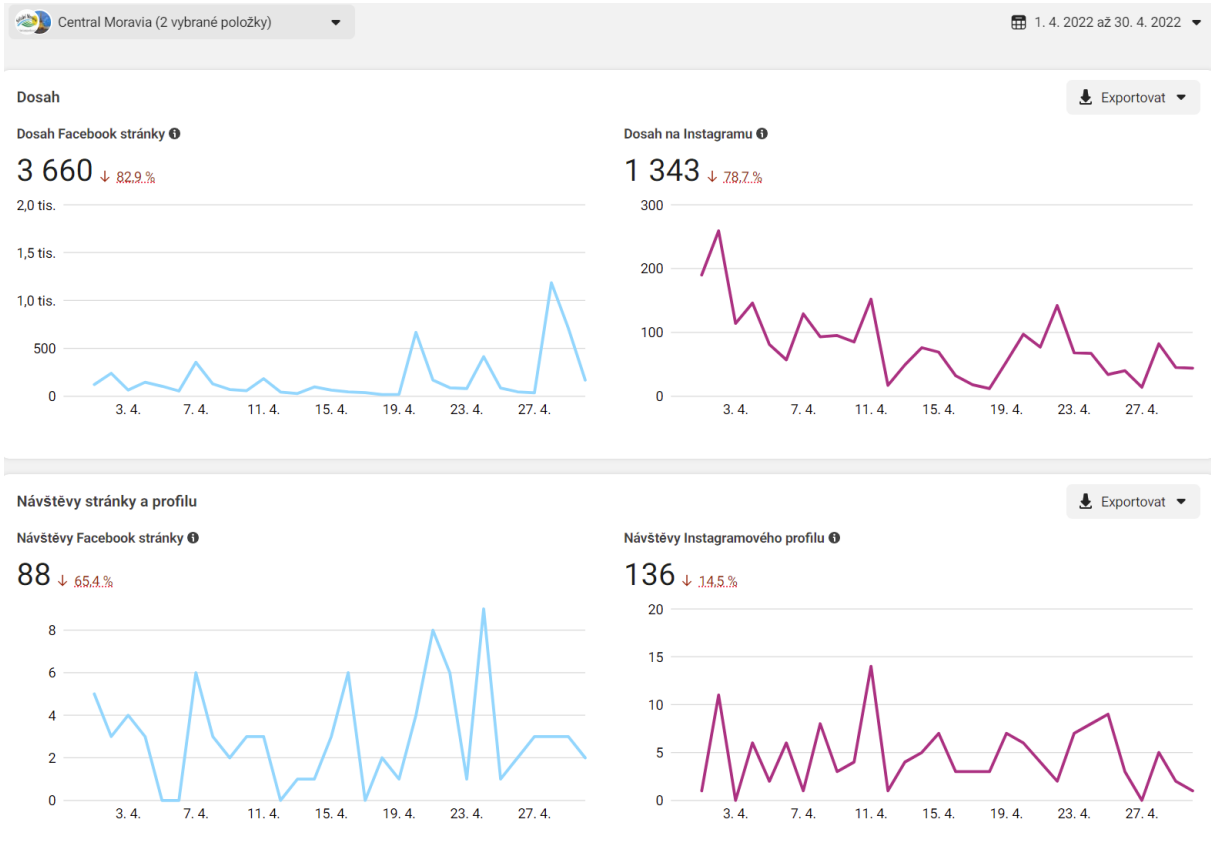 Central Moravia (2 vybrané položky)
1. 4. 2022 až 30. 4. 2022
Dosah
Exportovat
Dosah Facebook stránky
3 660 ↓ 82,9 %
2,0 tis.
1,5 tis.
1,0 tis.
500
0
3. 4. 7. 4. 11. 4. 15. 4. 19. 4. 23. 4. 27. 4.
Dosah na Instagramu
1 343 ↓ 78,7 %
300
200
100
0
3. 4. 7. 4. 11. 4. 15. 4. 19. 4. 23. 4. 27. 4.
Návštěvy stránky a profilu
Exportovat
Návštěvy Facebook stránky
88 ↓ 65,4 %
8
6
4
2
0
3. 4. 7. 4. 11. 4. 15. 4. 19. 4. 23. 4. 27. 4.
Návštěvy Instagramového profilu
136 ↓ 14,5 %
20
15
10
5
0
3. 4. 7. 4. 11. 4. 15. 4. 19. 4. 23. 4. 27. 4.